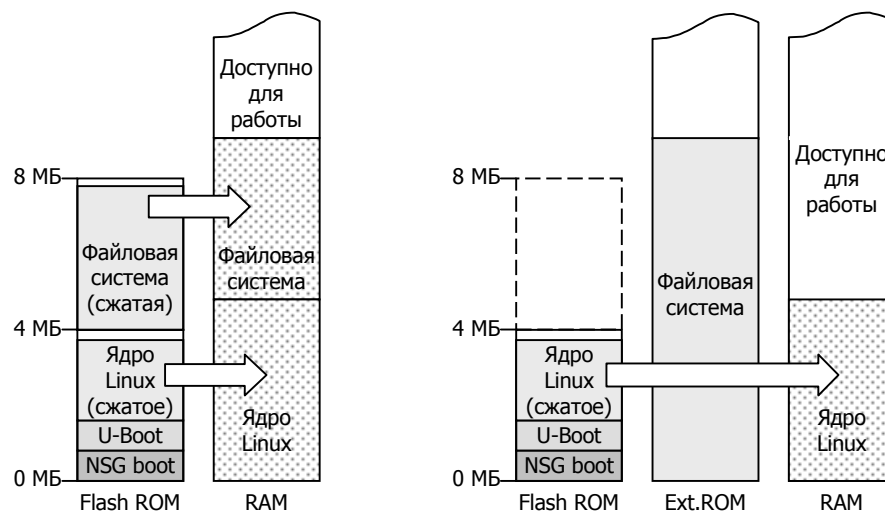 Доступно
для
работы
8 МБ
Файловая
система
(сжатая)
Файловая
система
4 МБ
Ядро
Linux
(сжатое)
Ядро
Linux
U-Boot
NSG boot
0 МБ
Flash ROM
RAM
Доступно
для
работы
8 МБ
Файловая
система
4 МБ
Ядро
Linux
(сжатое)
Ядро
Linux
U-Boot
NSG boot
0 МБ
Flash ROM
Ext.ROM
RAM